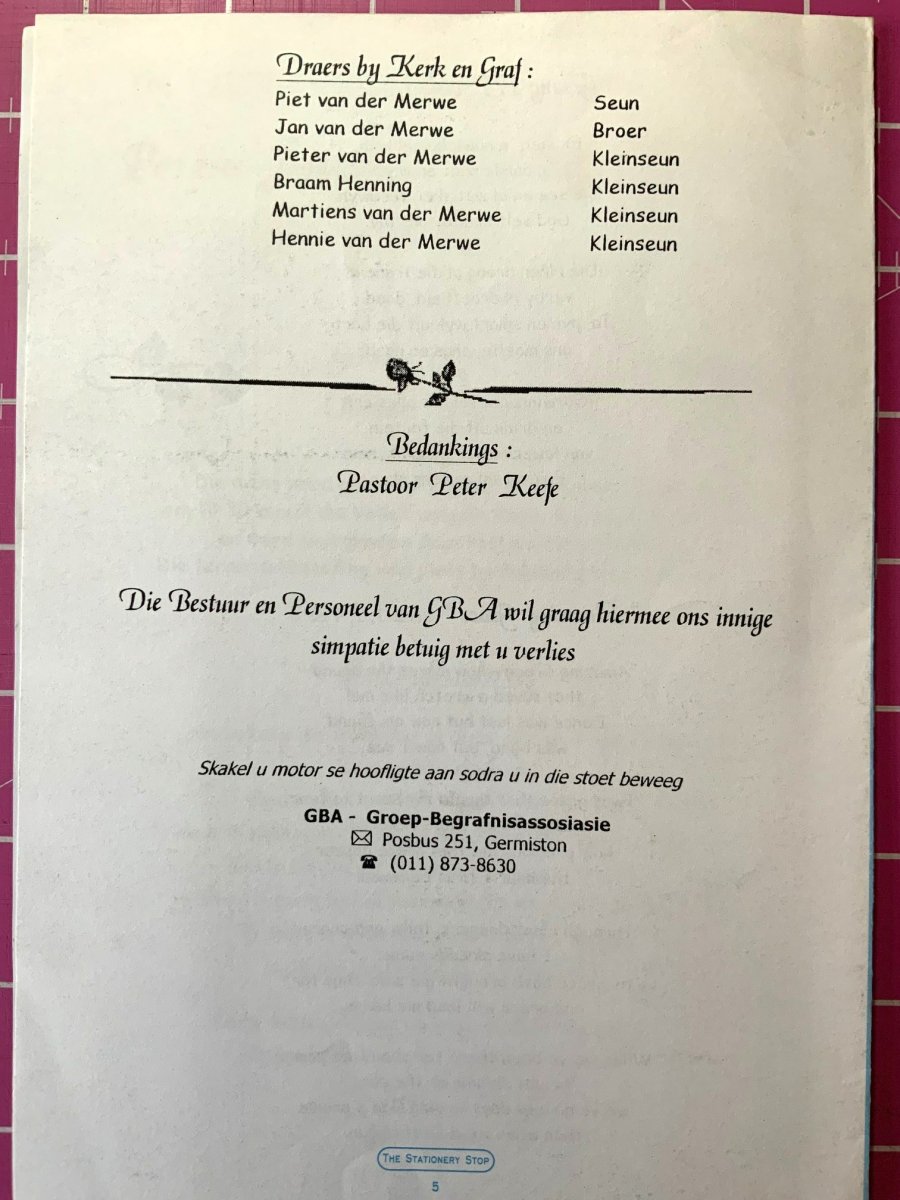 Draers by Kerk en Graf :
Piet van der Merwe Seun
Jan van der Merwe Broer
Pieter van der Merwe Kleinseun
Braam Henning Kleinseun
Martiens van der Merwe Kleinseun
Hennie van der Merwe Kleinseun
Bedankings :
Pastoor Peter Keefe
Die Bestuur en Personeel van GBA wil graag hiermee ons innige
simpatie betuig met u verlies
Skakel u motor se hoofligte aan sodra u in die stoet beweeg
GBA - Groep-Begrafnisassosiasie
Posbus 251, Germiston
(011) 873-8630
THE STATIONERY STOP
5